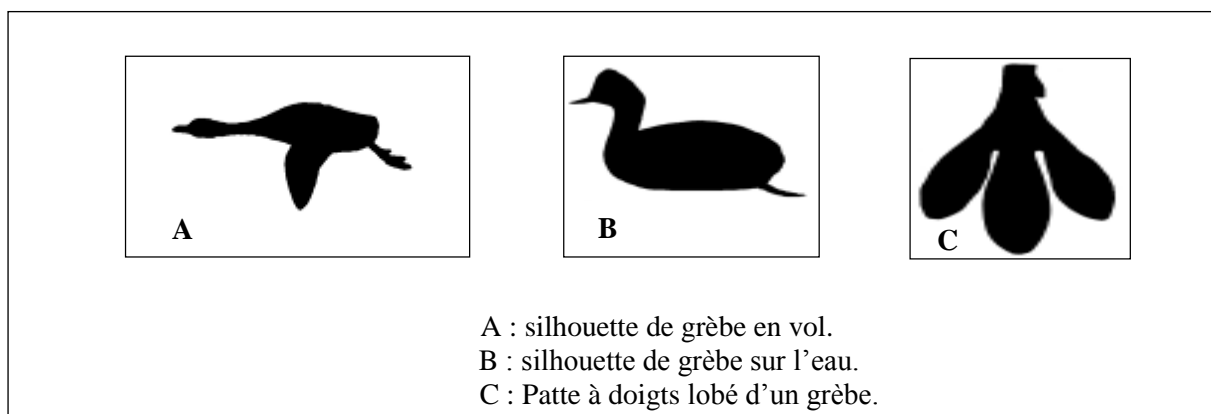 A
B
C
A : silhouette de grèbe en vol.
B : silhouette de grèbe sur l’eau.
C : Patte à doigts lobé d’un grèbe.